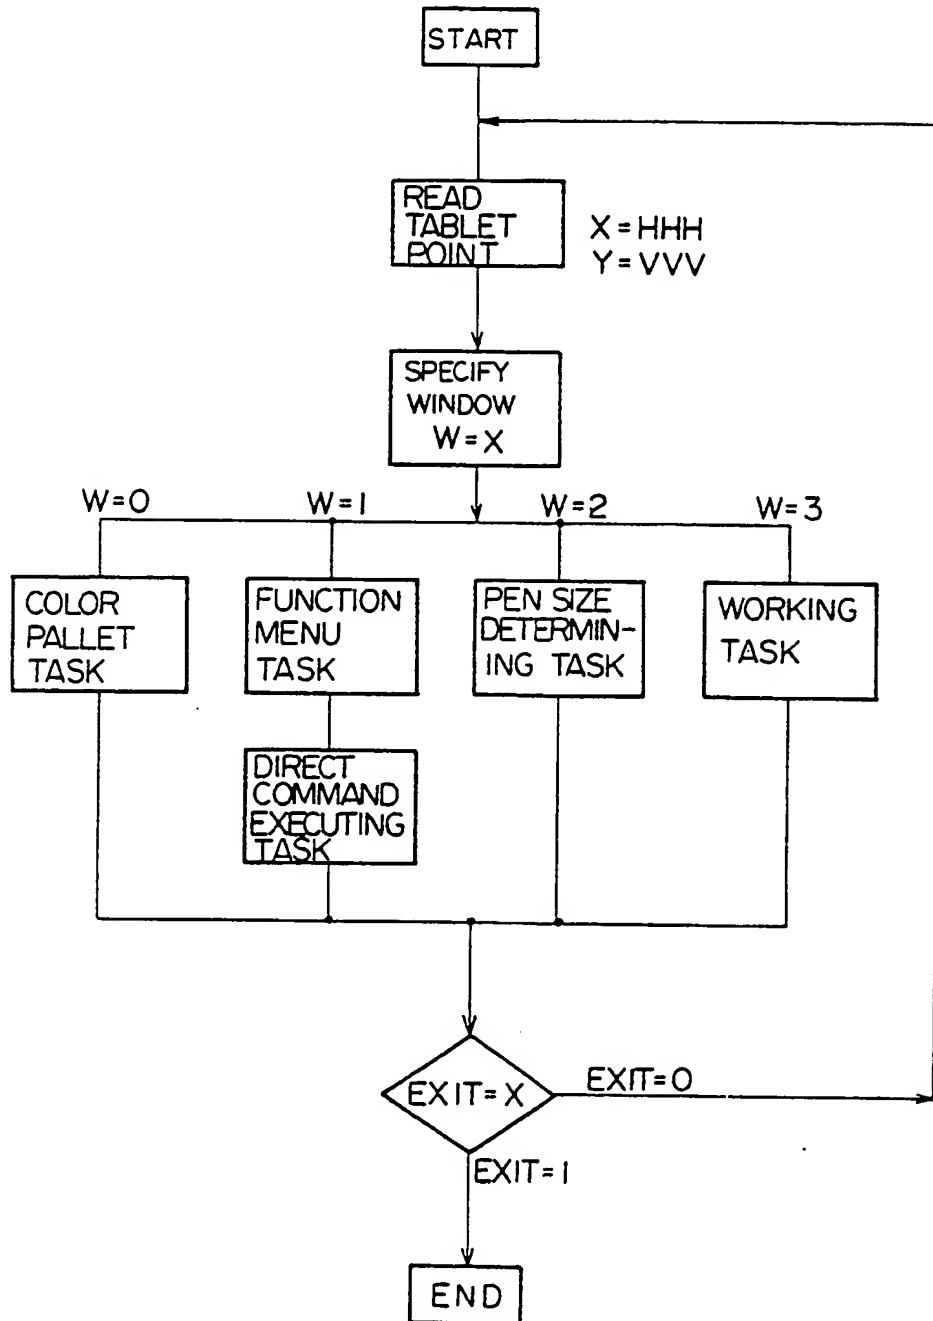 START
READ
TABLET
POINT
X=HHH
Y=VVV
SPECIFY
WINDOW
W=X
W=0
W=1
W=2
W=3
COLOR
PALLET
TASK
FUNCTION
MENU
TASK
PEN SIZE
DETERMIN-
ING TASK
WORKING
TASK
DIRECT
COMMAND
EXECUTING
TASK
EXIT=X
EXIT=0
EXIT=1
END